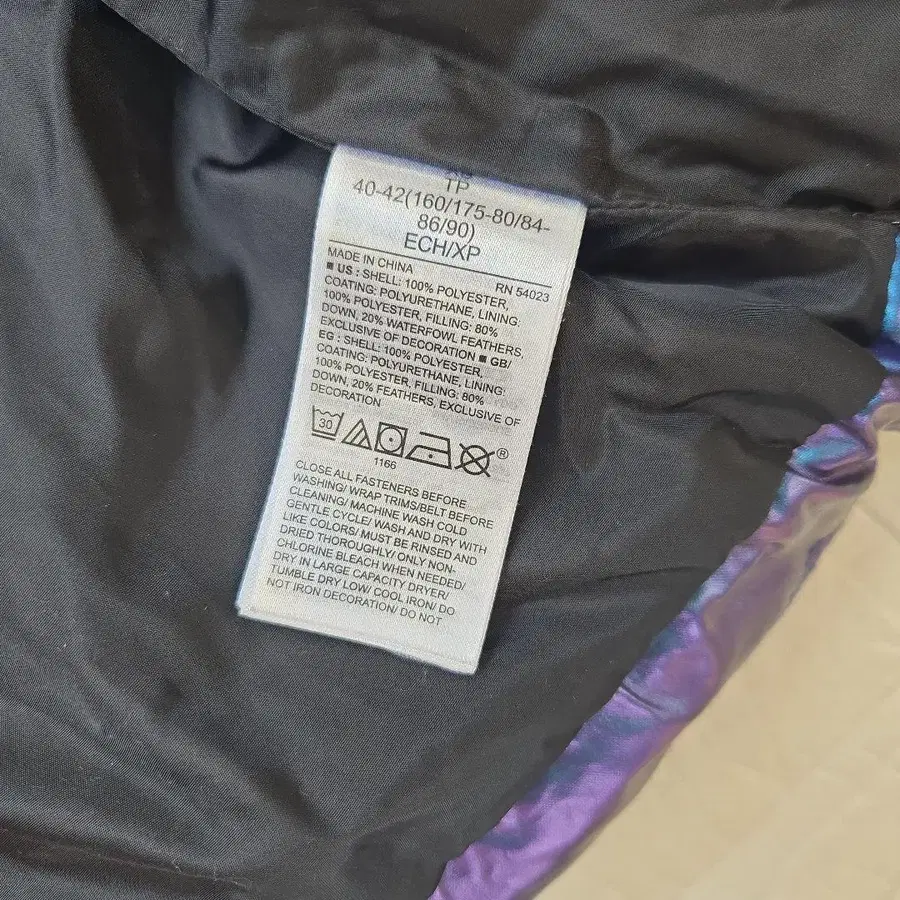 TP
40-42(160/175-80/84-
86/90)
ECH/XP
MADE IN CHINA
RN 54023
■ US : SHELL: 100% POLYESTER,
COATING: POLYURETHANE, LINING:
100% POLYESTER, FILLING: 80%
DOWN, 20% WATERFOWL FEATHERS,
EXCLUSIVE OF DECORATION ■ GB/
EG : SHELL: 100% POLYESTER,
COATING: POLYURETHANE, LINING:
100% POLYESTER, FILLING: 80%
DOWN, 20% FEATHERS, EXCLUSIVE OF
DECORATION
30
®
1166
CLOSE ALL FASTENERS BEFORE
WASHING/ WRAP TRIMS/BELT BEFORE
CLEANING/ MACHINE WASH COLD
GENTLE CYCLE/ WASH AND DRY WITH
LIKE COLORS/ MUST BE RINSED AND
DRIED THOROUGHLY/ ONLY NON-
CHLORINE BLEACH WHEN NEEDED/
DRY IN LARGE CAPACITY DRYER/
TUMBLE DRY LOW/ COOL IRON/ DO
NOT IRON DECORATION/ DO NOT